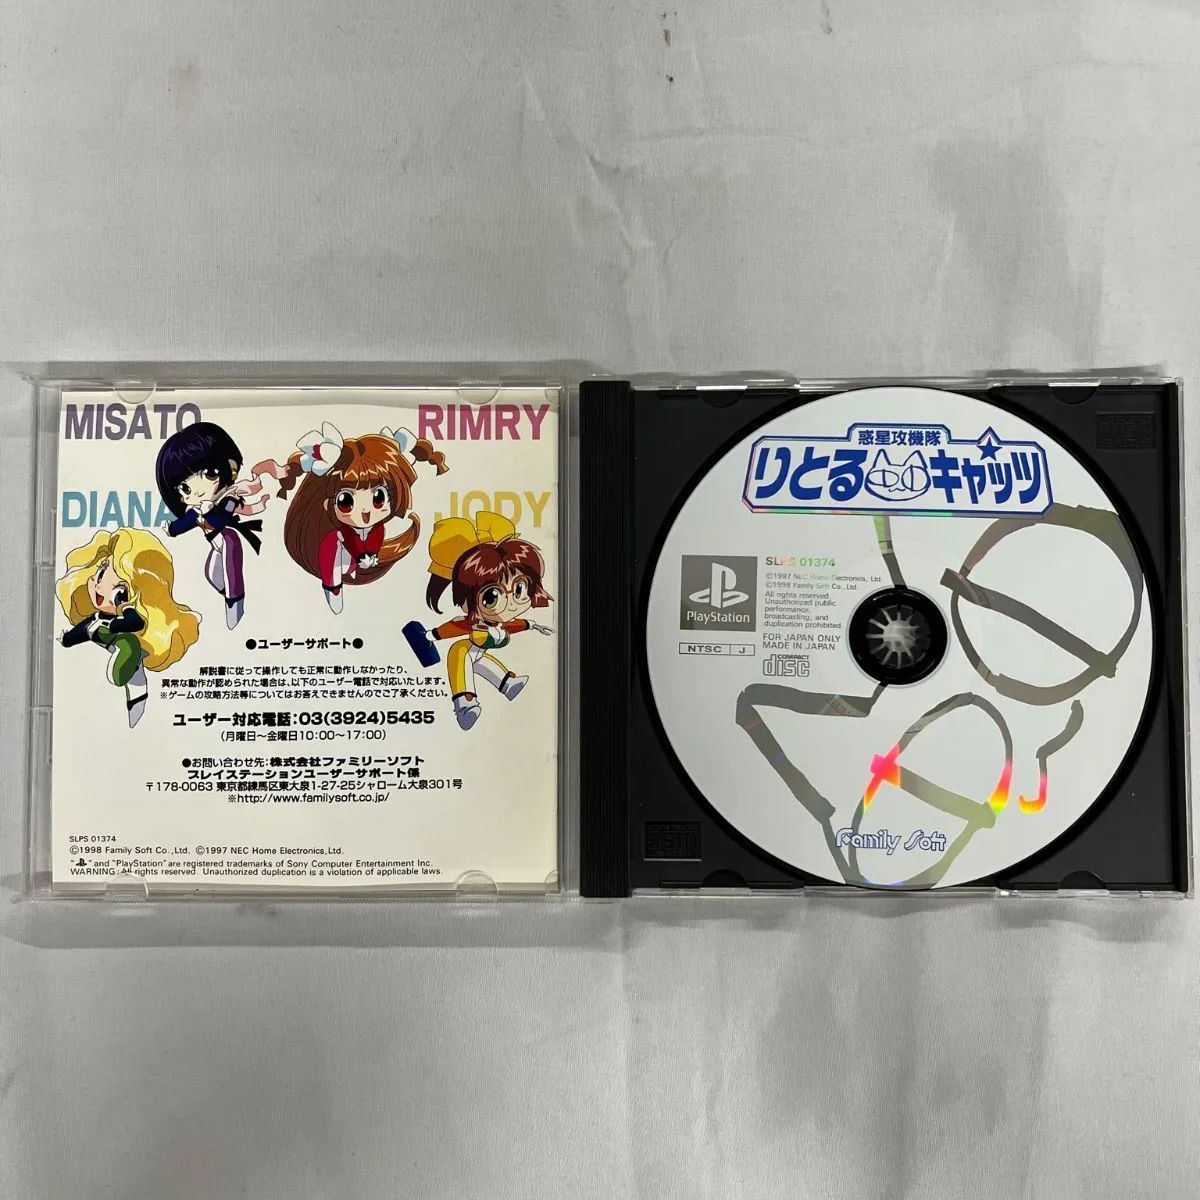 MISATO
RIMRY
DIANA
JODY
●ユーザーサポート●
解説書に従って操作しても正常に動作しなかったり、
異常な動作が認められた場合は、以下のユーザー電話で対応いたします。
※ゲームの攻略方法等についてはお答えできませんのでご了承ください。
ユーザー対応電話:03(3924)5435
(月曜日〜金曜日10:00〜17:00)
●お問い合わせ先:株式会社ファミリーソフト
プレイステーションユーザーサポート係
〒178-0063 東京都練馬区東大泉1-27-25シャローム大泉301号
※http://www.familysoft.co.jp/
SLPS 01374
©1998 Family Soft Co., Ltd. ©1997 NEC Home Electronics,Ltd.
" " and "PlayStation" are registered trademarks of Sony Computer Entertainment Inc.
WARNING: All rights reserved. Unauthorized duplication is a violation of applicable laws.
惑星攻機隊
りとる キャッツ
SLPS 01374
©1997 NEC Home Electronics, Ltd.
©1998 Family Soft Co., Ltd.
All rights reserved.
Unauthorized public
performance,
broadcasting, and
duplication prohibited.
FOR JAPAN ONLY
MADE IN JAPAN
PlayStation
NTSC J
COMPACT
disc
Family Soft